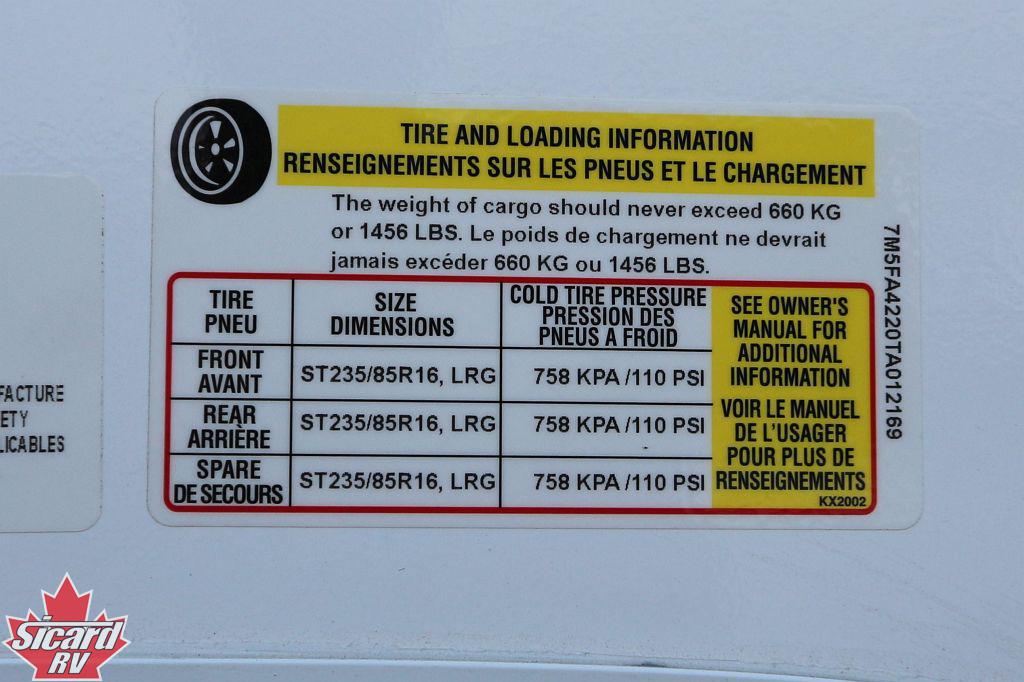 TIRE AND LOADING INFORMATION
RENSEIGNEMENTS SUR LES PNEUS ET LE CHARGEMENT
The weight of cargo should never exceed 660 KG
or 1456 LBS. Le poids de chargement ne devrait
jamais excéder 660 KG ou 1456 LBS.
TIRE
PNEU
SIZE
DIMENSIONS
COLD TIRE PRESSURE
PRESSION DES
PNEUS A FROID
FRONT
AVANT
ST235/85R16, LRG
758 KPA /110 PSI
REAR
ARRIÈRE
ST235/85R16, LRG
758 KPA /110 PSI
SPARE
DE SECOURS
ST235/85R16, LRG
758 KPA /110 PSI
SEE OWNER'S
MANUAL FOR
ADDITIONAL
INFORMATION
VOIR LE MANUEL
DE L'USAGER
POUR PLUS DE
RENSEIGNEMENTS
KX2002
7M5FA4220TA012169
FACTURE
ETY
LICABLES
Sicard
RV